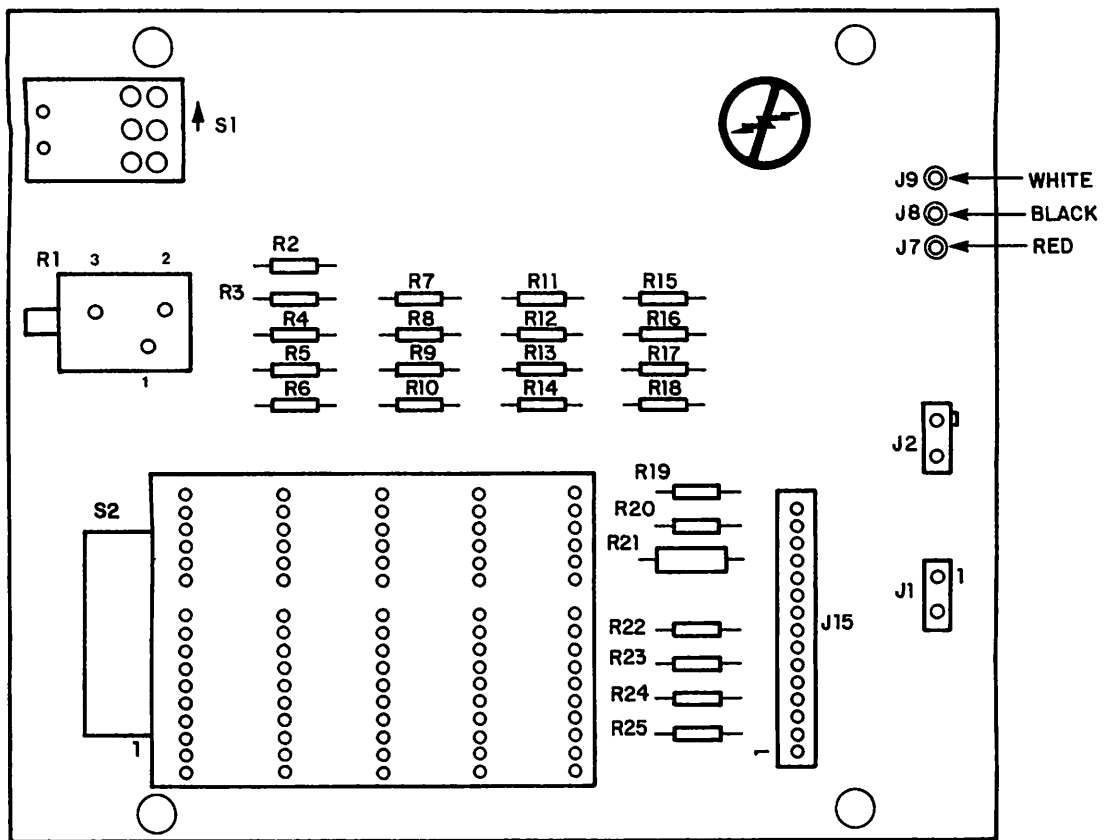 S1
J9 WHITE
J8 BLACK
J7 RED
R1 3 2
1
R2
R3 R7 R11 R15
R4 R8 R12 R16
R5 R9 R13 R17
R6 R10 R14 R18
J2
R19
S2 R20
R21
J1 1
J15
R22
R23
R24
R25
1 1